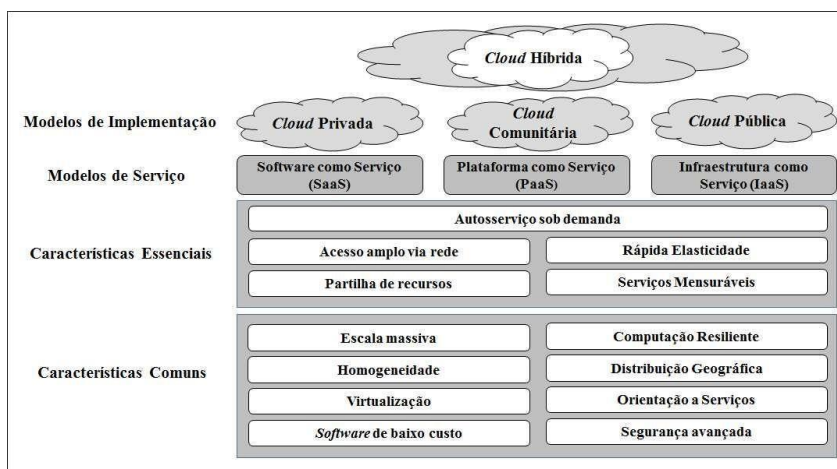 Cloud Híbrida
Modelos de Implementação
Cloud Privada
Cloud
Comunitária
Cloud Pública
Modelos de Serviço
Software como Serviço
(SaaS)
Plataforma como Serviço
(PaaS)
Infraestrutura como
Serviço (IaaS)
Características Essenciais
Autosserviço sob demanda
Acesso amplo via rede
Rápida Elasticidade
Partilha de recursos
Serviços Mensuráveis
Características Comuns
Escala massiva
Computação Resiliente
Homogeneidade
Distribuição Geográfica
Virtualização
Orientação a Serviços
Software de baixo custo
Segurança avançada